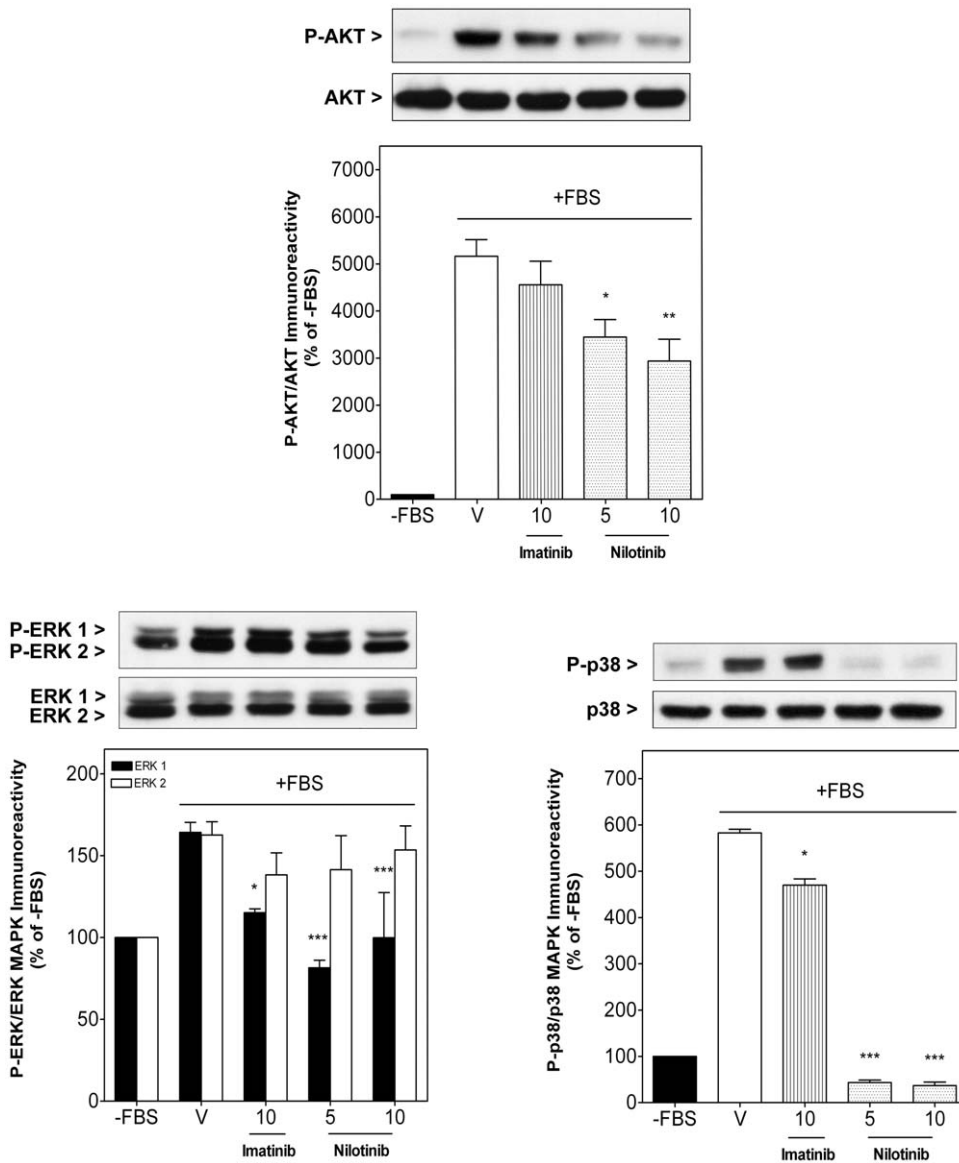 P-AKT >
AKT >
P-AKT/AKT Immunoreactivity
(% of -FBS)
7000
6000
5000
4000
3000
2000
1000
0
+FBS
*
**
-FBS V 10 5 10
Imatinib Nilotinib
P-ERK 1 >
P-ERK 2 >
ERK 1 >
ERK 2 >
P-ERK/ERK MAPK Immunoreactivity
(% of -FBS)
200
150
100
50
0
ERK 1
ERK 2
+FBS
*
***
***
-FBS V 10 5 10
Imatinib Nilotinib
P-p38 >
p38 >
P-p38/p38 MAPK Immunoreactivity
(% of -FBS)
700
600
500
400
300
200
100
0
+FBS
*
***
***
-FBS V 10 5 10
Imatinib Nilotinib